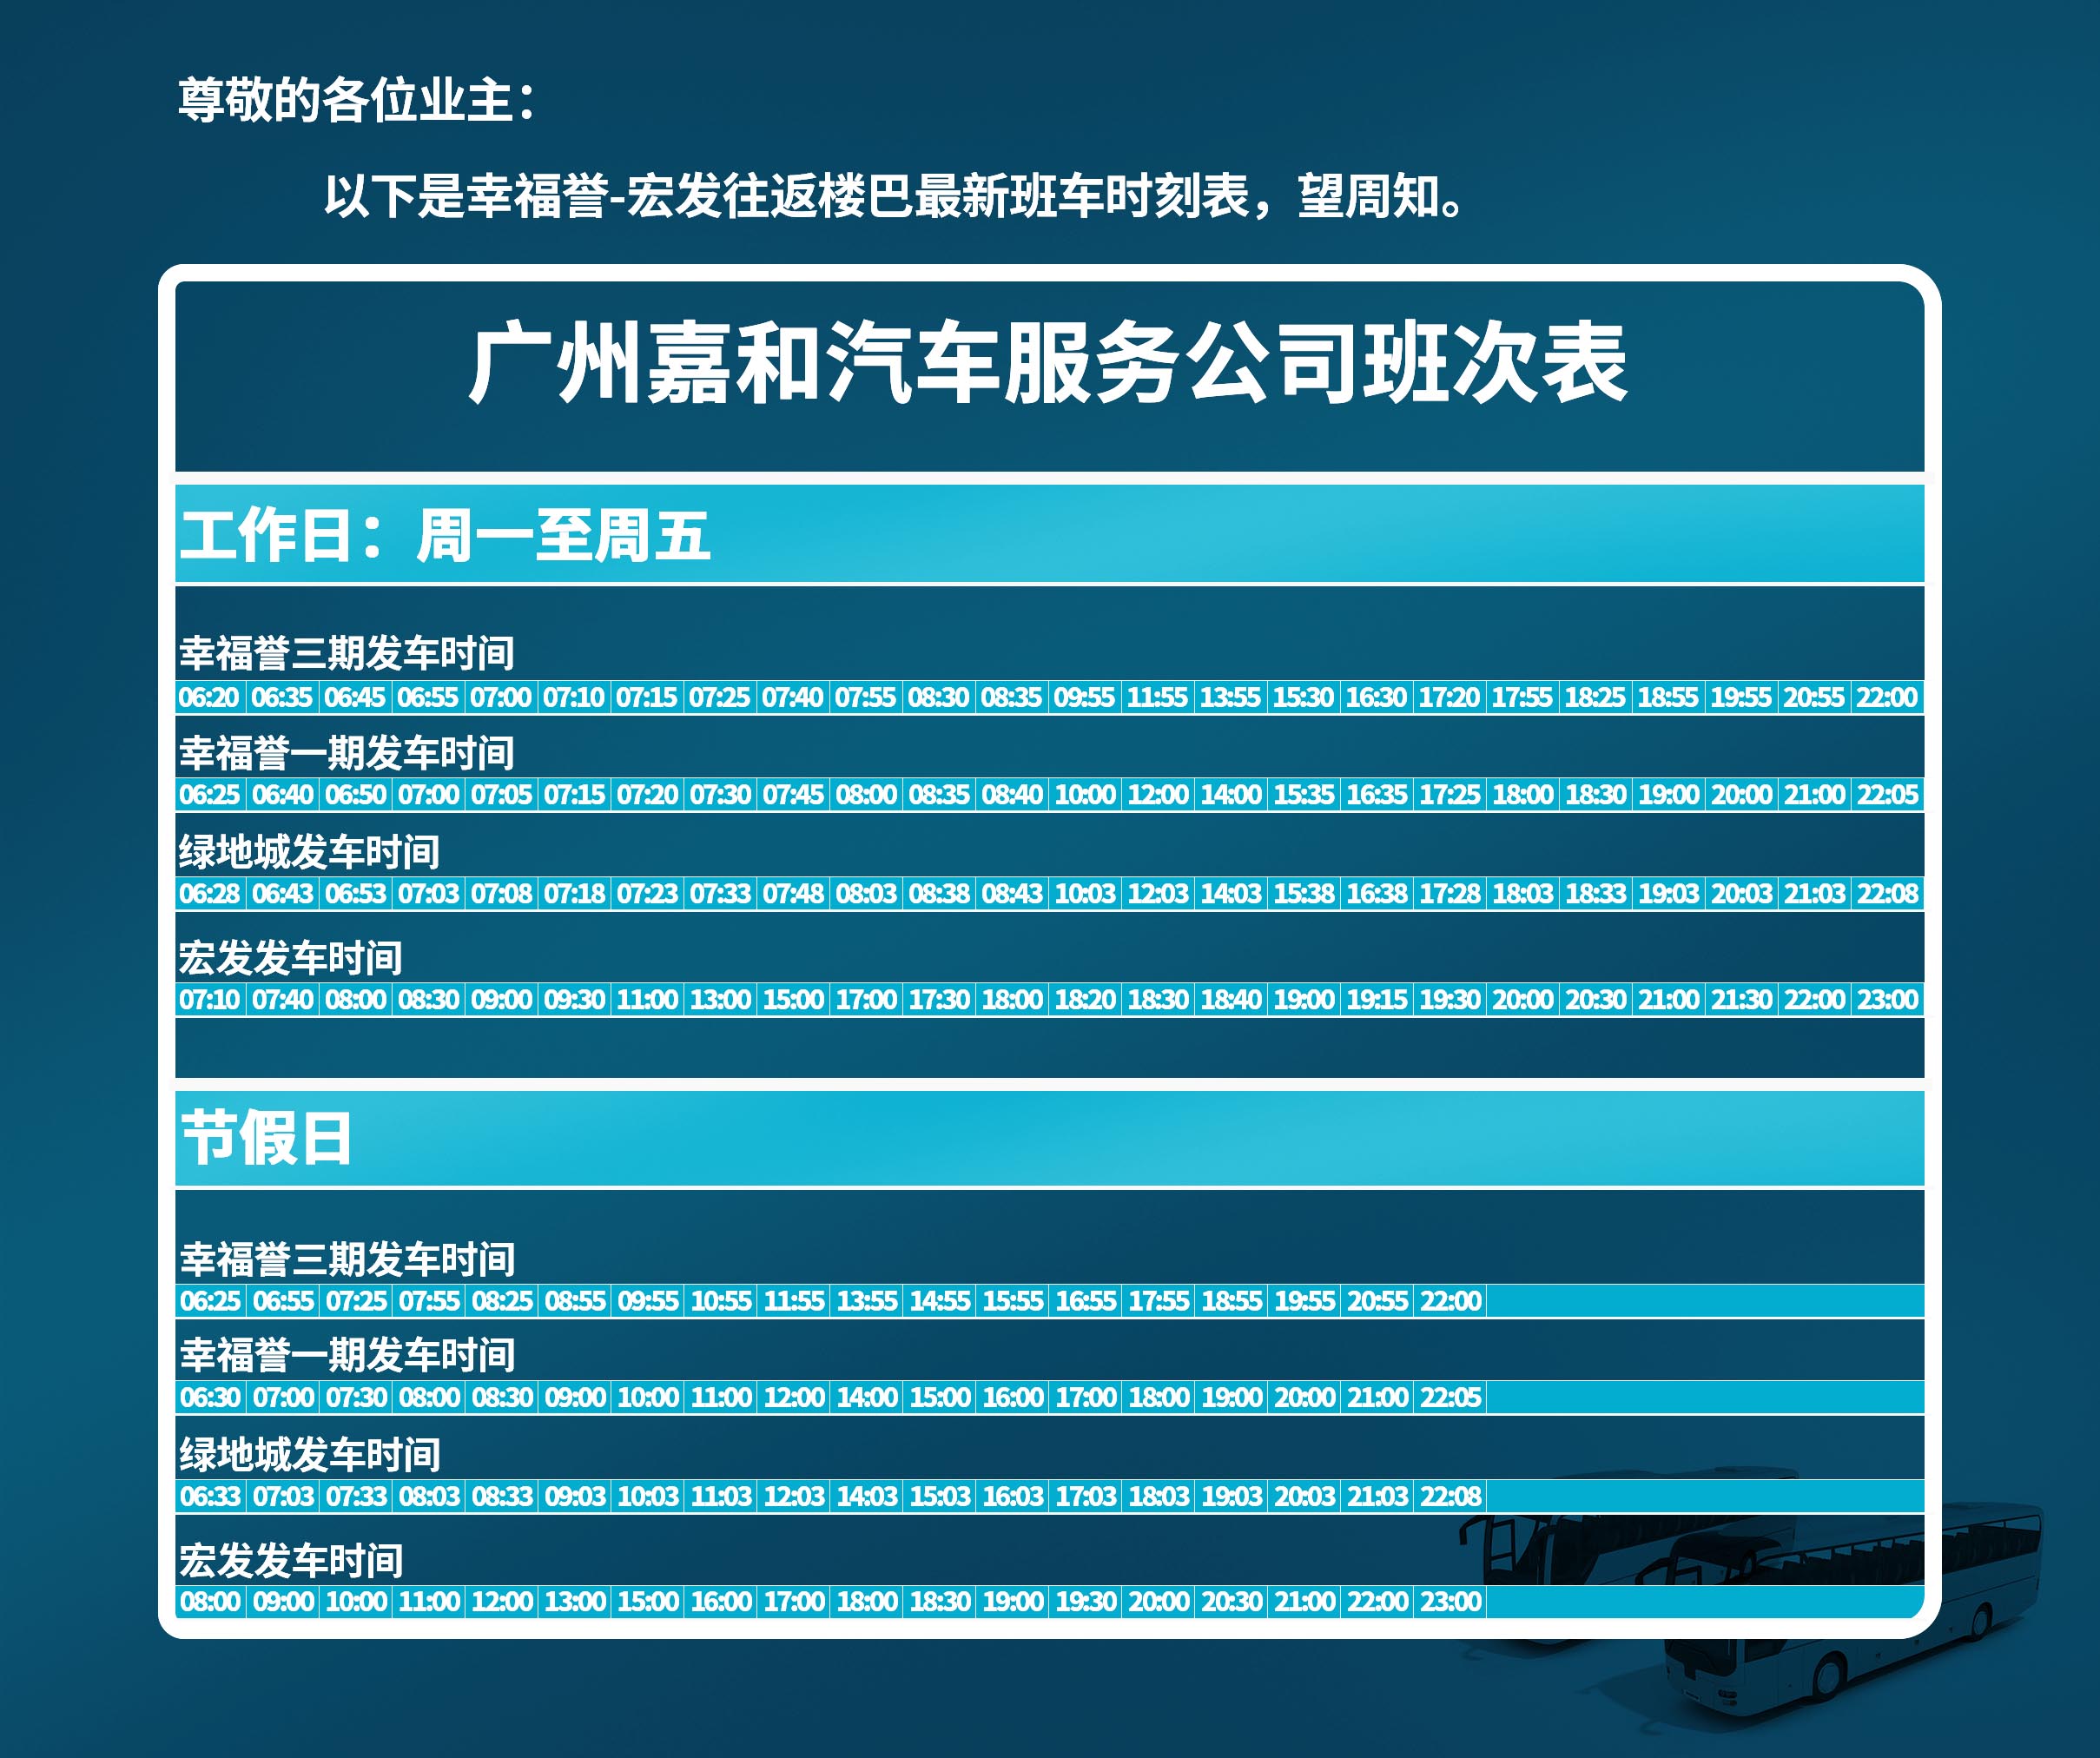 尊敬的各位业主：
以下是幸福誉-宏发往返楼巴最新班车时刻表，望周知。
广州嘉和汽车服务公司班次表
工作日：周一至周五
幸福誉三期发车时间
06:20 06:35 06:45 06:55 07:00 07:10 07:15 07:25 07:40 07:55 08:30 08:35 09:55 11:55 13:55 15:30 16:30 17:20 17:55 18:25 18:55 19:55 20:55 22:00
幸福誉一期发车时间
06:25 06:40 06:50 07:00 07:05 07:15 07:20 07:30 07:45 08:00 08:35 08:40 10:00 12:00 14:00 15:35 16:35 17:25 18:00 18:30 19:00 20:00 21:00 22:05
绿地城发车时间
06:28 06:43 06:53 07:03 07:08 07:18 07:23 07:33 07:48 08:03 08:38 08:43 10:03 12:03 14:03 15:38 16:38 17:28 18:03 18:33 19:03 20:03 21:03 22:08
宏发发车时间
07:10 07:40 08:00 08:30 09:00 09:30 11:00 13:00 15:00 17:00 17:30 18:00 18:20 18:30 18:40 19:00 19:15 19:30 20:00 20:30 21:00 21:30 22:00 23:00
节假日
幸福誉三期发车时间
06:25 06:55 07:25 07:55 08:25 08:55 09:55 10:55 11:55 13:55 14:55 15:55 16:55 17:55 18:55 19:55 20:55 22:00
幸福誉一期发车时间
06:30 07:00 07:30 08:00 08:30 09:00 10:00 11:00 12:00 14:00 15:00 16:00 17:00 18:00 19:00 20:00 21:00 22:05
绿地城发车时间
06:33 07:03 07:33 08:03 08:33 09:03 10:03 11:03 12:03 14:03 15:03 16:03 17:03 18:03 19:03 20:03 21:03 22:08
宏发发车时间
08:00 09:00 10:00 11:00 12:00 13:00 15:00 16:00 17:00 18:00 18:30 19:00 19:30 20:00 20:30 21:00 22:00 23:00